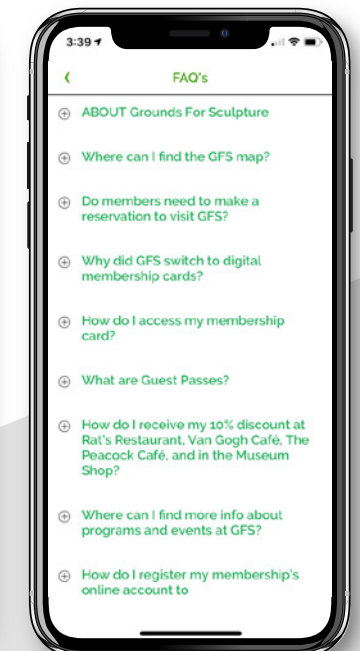 3:39
FAQ's
ABOUT Grounds For Sculpture
Where can I find the GFS map?
Do members need to make a
reservation to visit GFS?
Why did GFS switch to digital
membership cards?
How do I access my membership
card?
What are Guest Passes?
How do I receive my 10% discount at
Rat's Restaurant, Van Gogh Café, The
Peacock Café, and in the Museum
Shop?
Where can I find more info about
programs and events at GFS?
How do I register my membership's
online account to